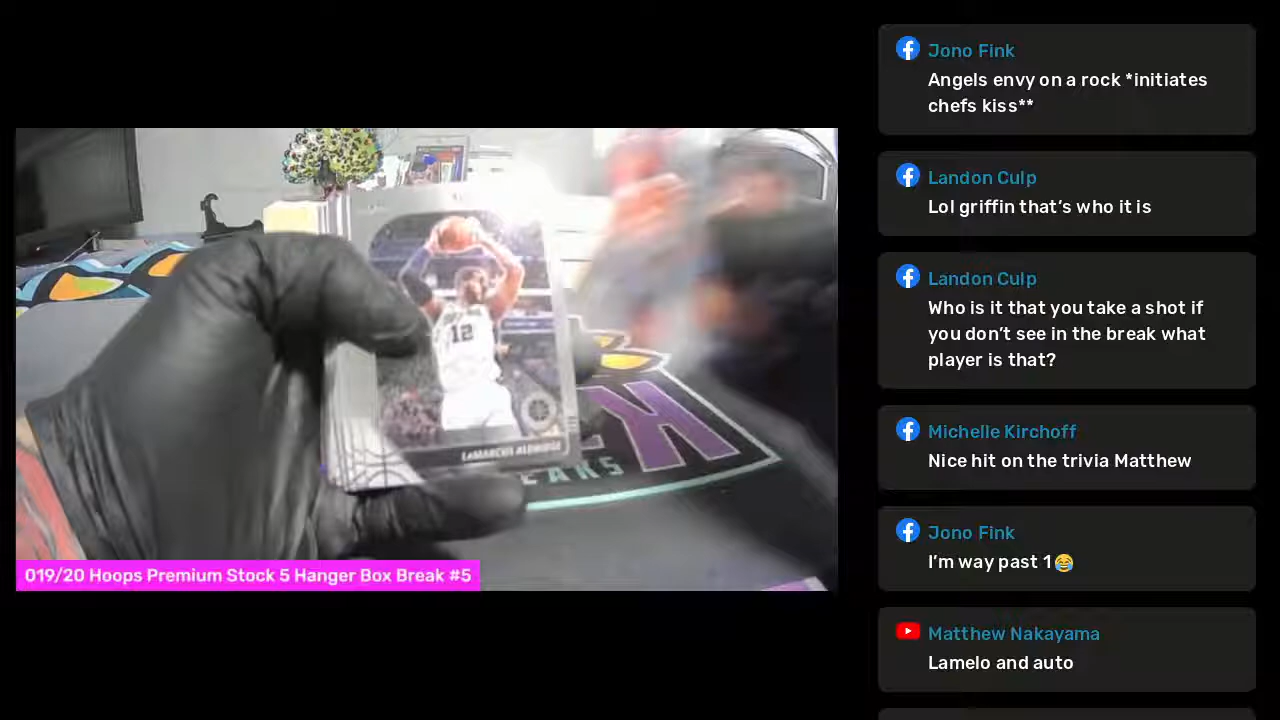 Jono Fink
Angels envy on a rock *initiates
chefs kiss**
Landon Culp
Lol griffin that’s who it is
Landon Culp
Who is it that you take a shot if
you don’t see in the break what
player is that?
Michelle Kirchoff
Nice hit on the trivia Matthew
Jono Fink
I’m way past 1😂
Matthew Nakayama
Lamelo and auto
12
LaMARCUS ALDRIDGE
K
EAKS
019/20 Hoops Premium Stock 5 Hanger Box Break #5